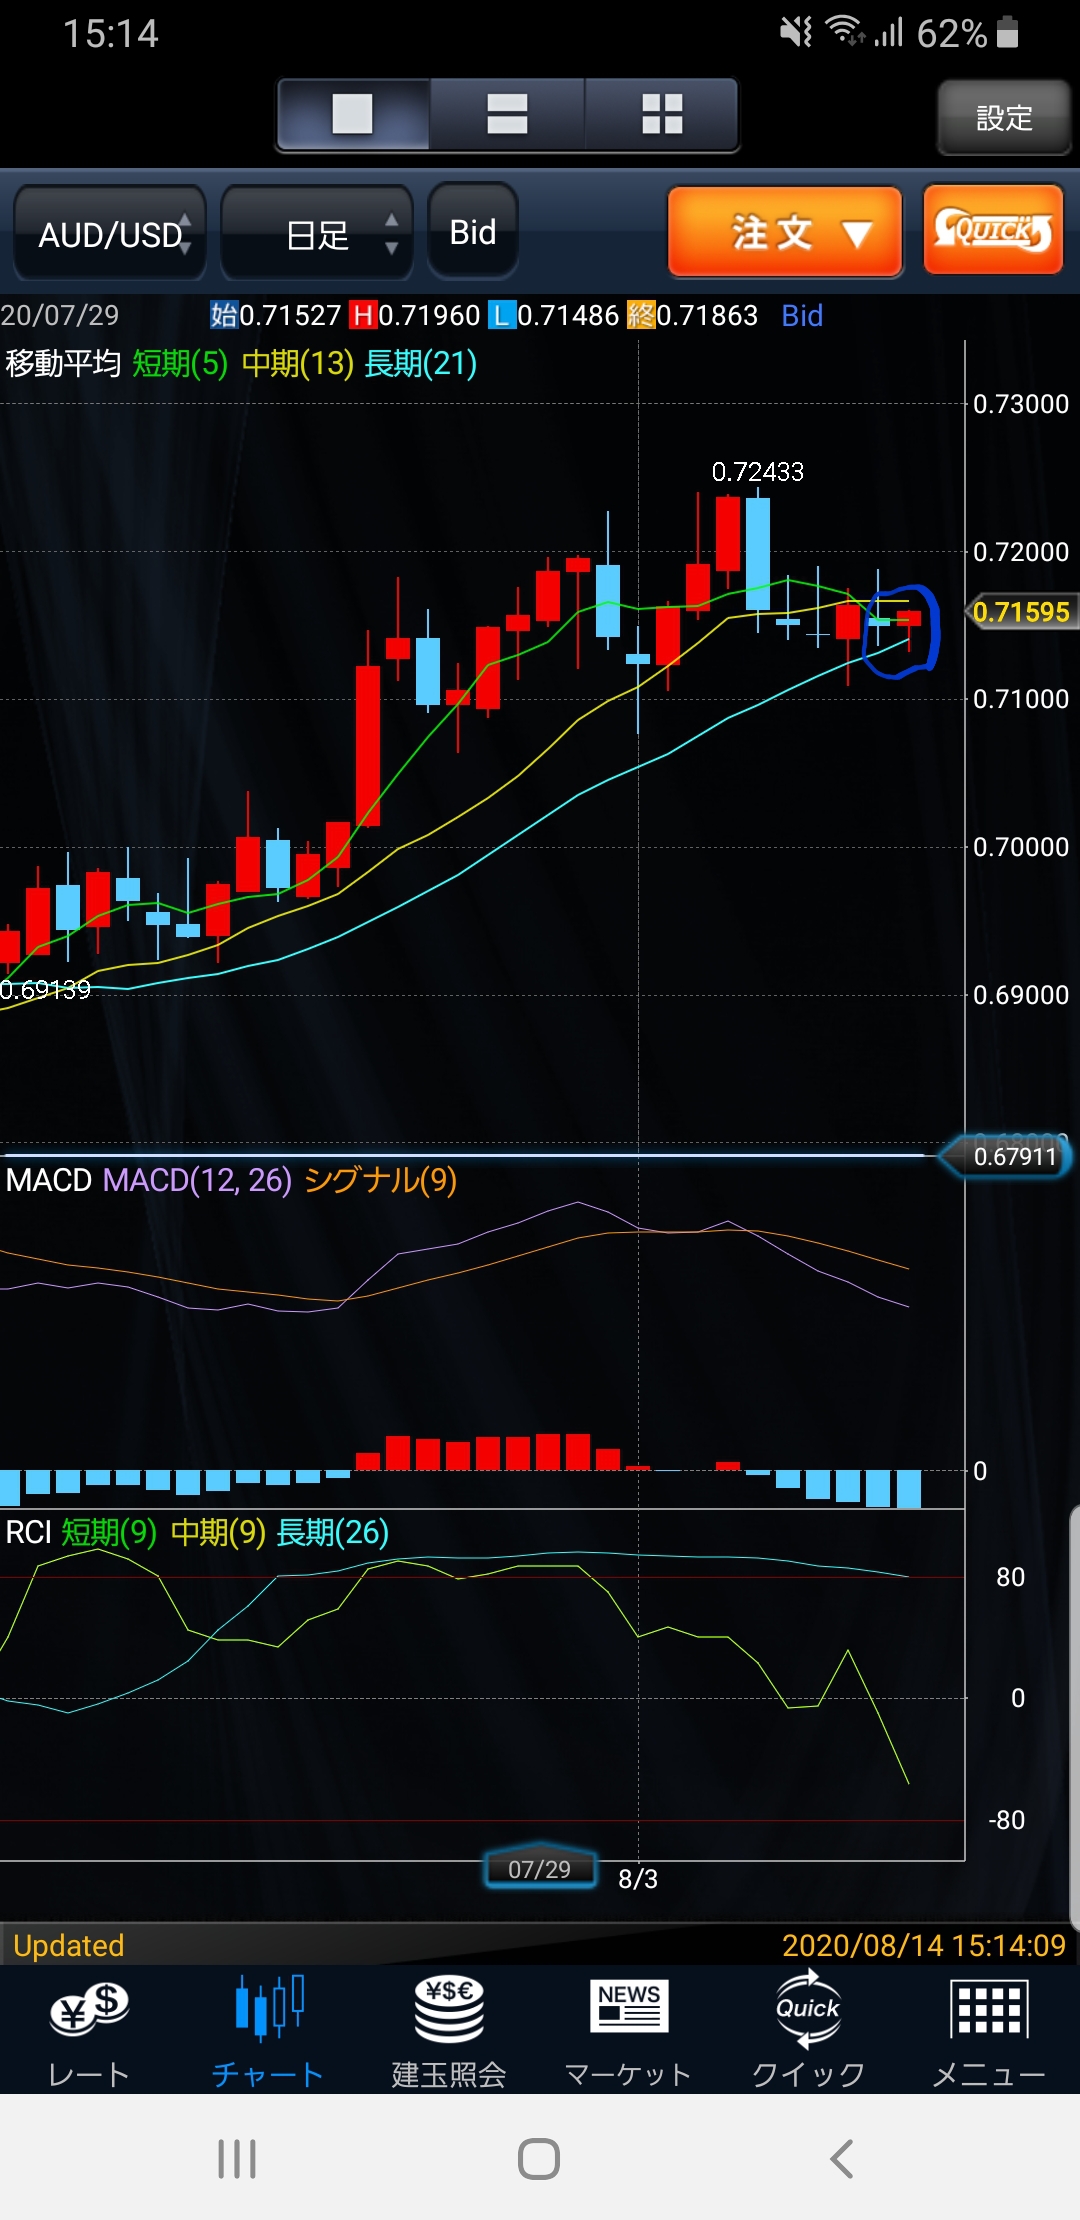 15:14 62%
設定
AUD/USD 日足 Bid 注文 ▼ QUICK
20/07/29 始0.71527 H0.71960 L0.71486 終0.71863 Bid
移動平均 短期(5) 中期(13) 長期(21)
0.73000
0.72433
0.72000
0.71595
0.71000
0.70000
0.69139
0.69000
0.68000
0.67911
MACD MACD(12, 26) シグナル(9)
0
RCI 短期(9) 中期(9) 長期(26)
80
0
-80
07/29 8/3
Updated 2020/08/14 15:14:09
¥ $ ¥$€ NEWS Quick
レート チャート 建玉照会 マーケット クイック メニュー